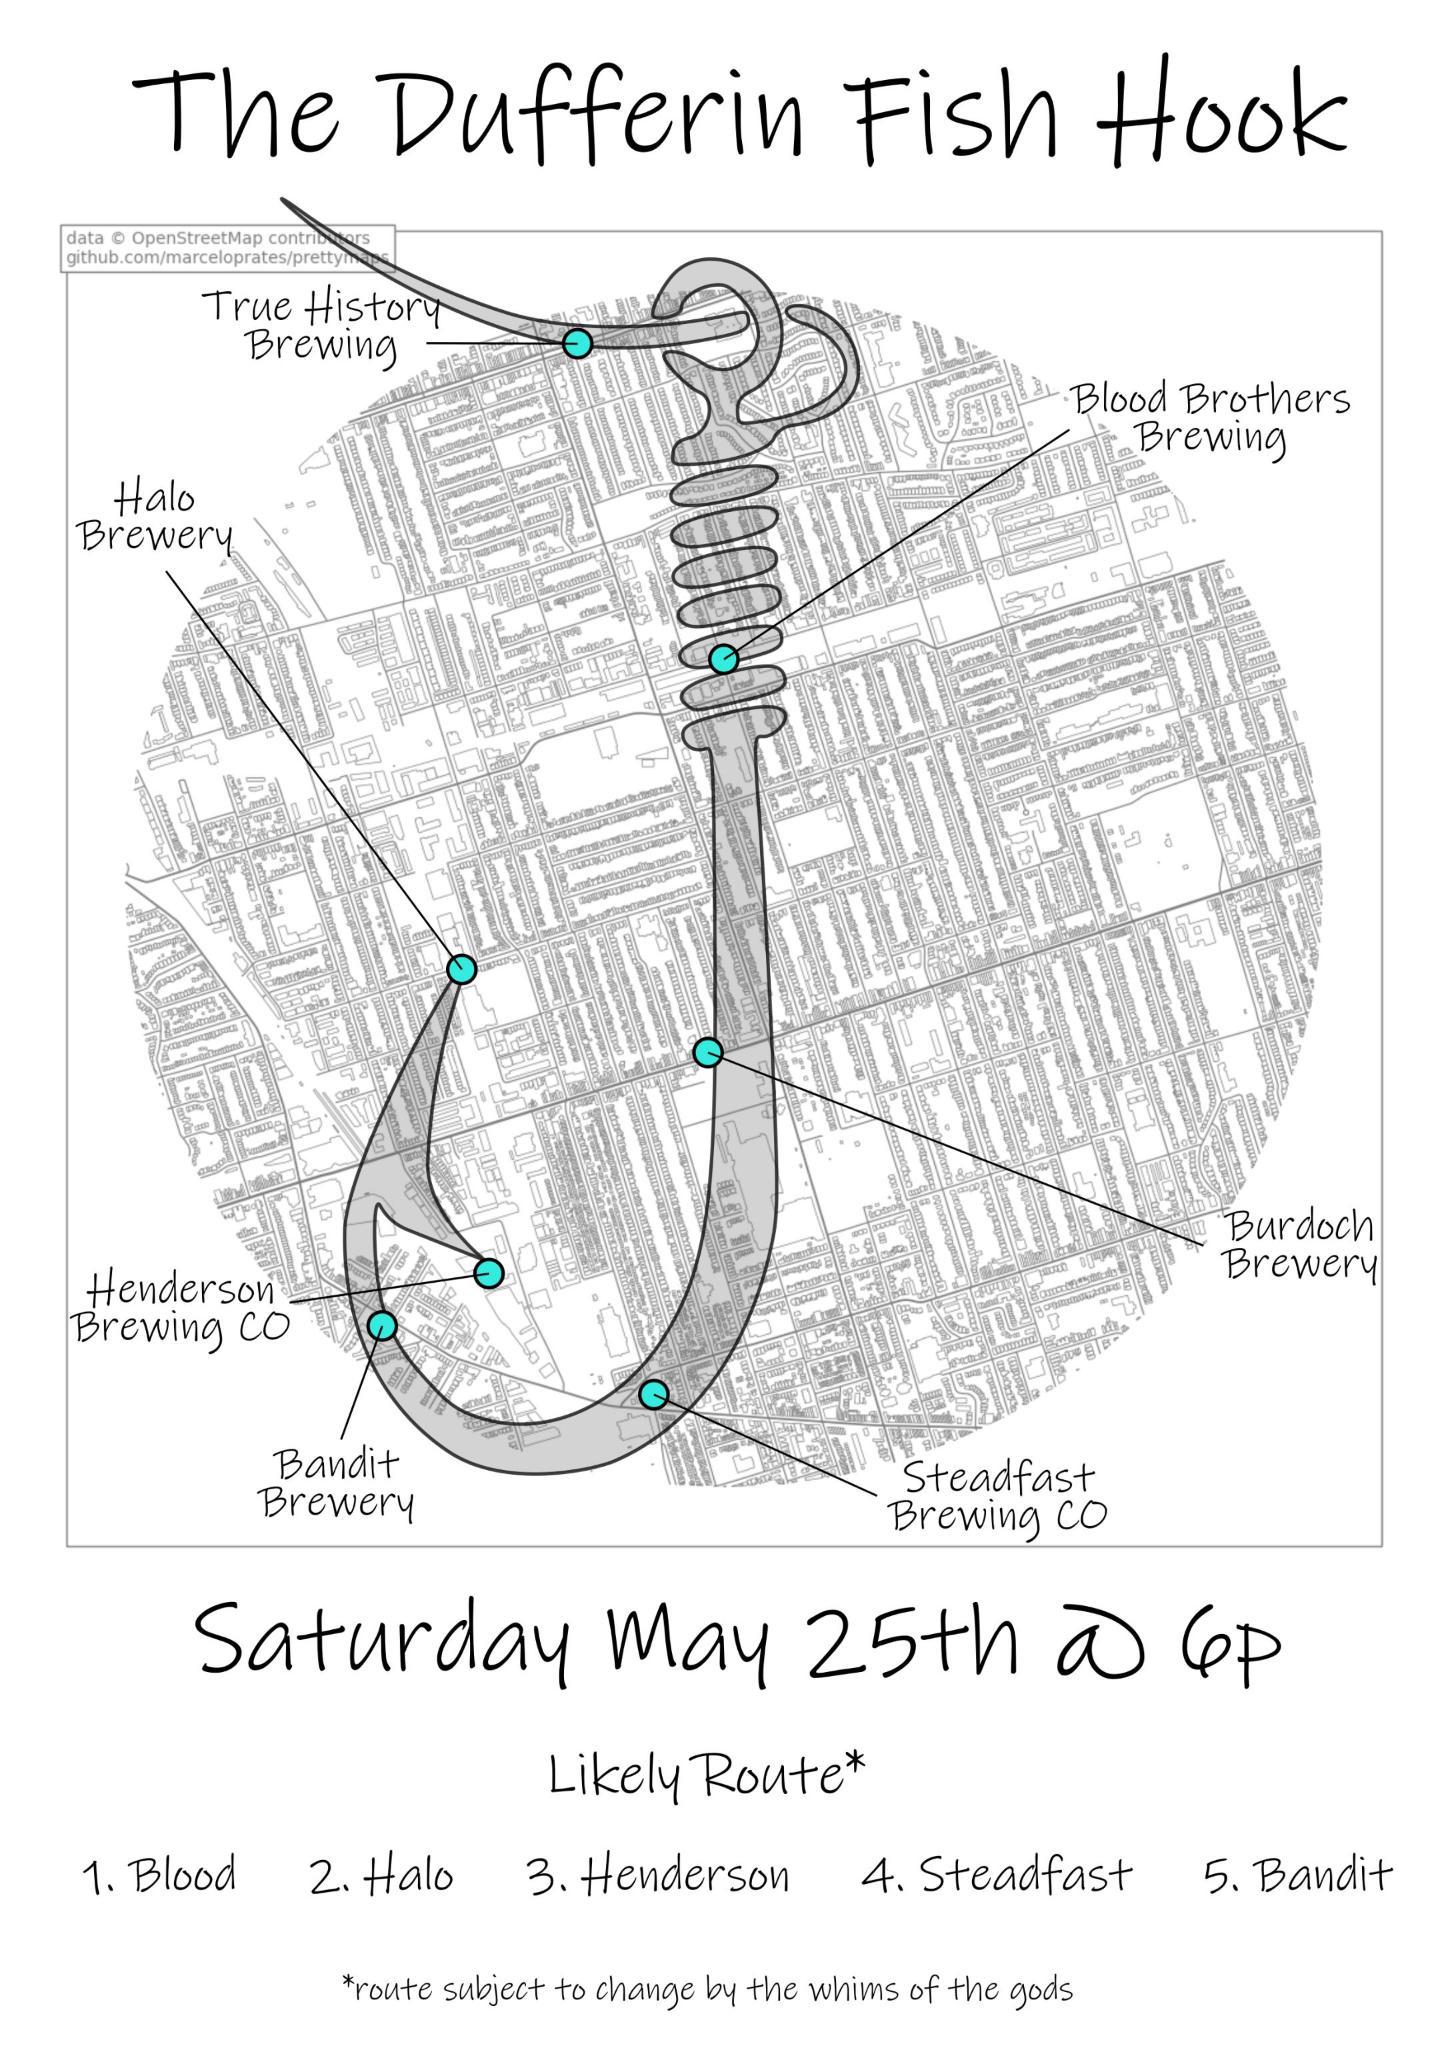 The Dufferin Fish Hook
data © OpenStreetMap contributors
github.com/marceloprates/prettymaps
True History
Brewing
Blood Brothers
Brewing
Halo
Brewery
Burdoch
Brewery
Henderson
Brewing CO
Bandit
Brewery
Steadfast
Brewing CO
Saturday May 25th @ 6p
Likely Route*
1. Blood 2. Halo 3. Henderson 4. Steadfast 5. Bandit
*route subject to change by the whims of the gods